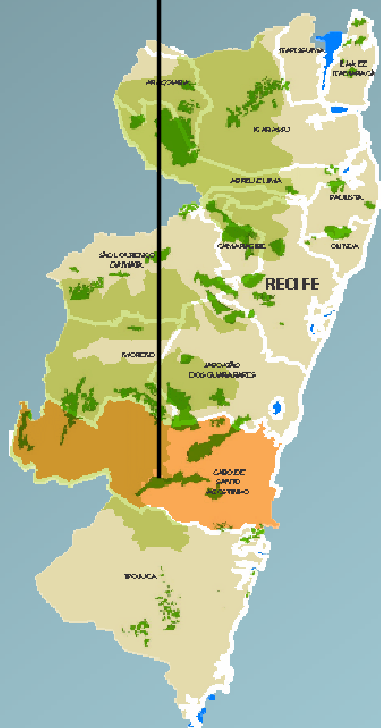 ITAPISSUMA
ILHA DE
ITAMARACÁ
ARAÇOIABA
IGARASSU
ABREU E LIMA
PAULISTA
CAMARAGIBE
OLINDA
SÃO LOURENÇO
DA MATA
RECIFE
MORENO
JABOATÃO
DOS GUARARAPES
CABO DE
SANTO
AGOSTINHO
IPOJUCA